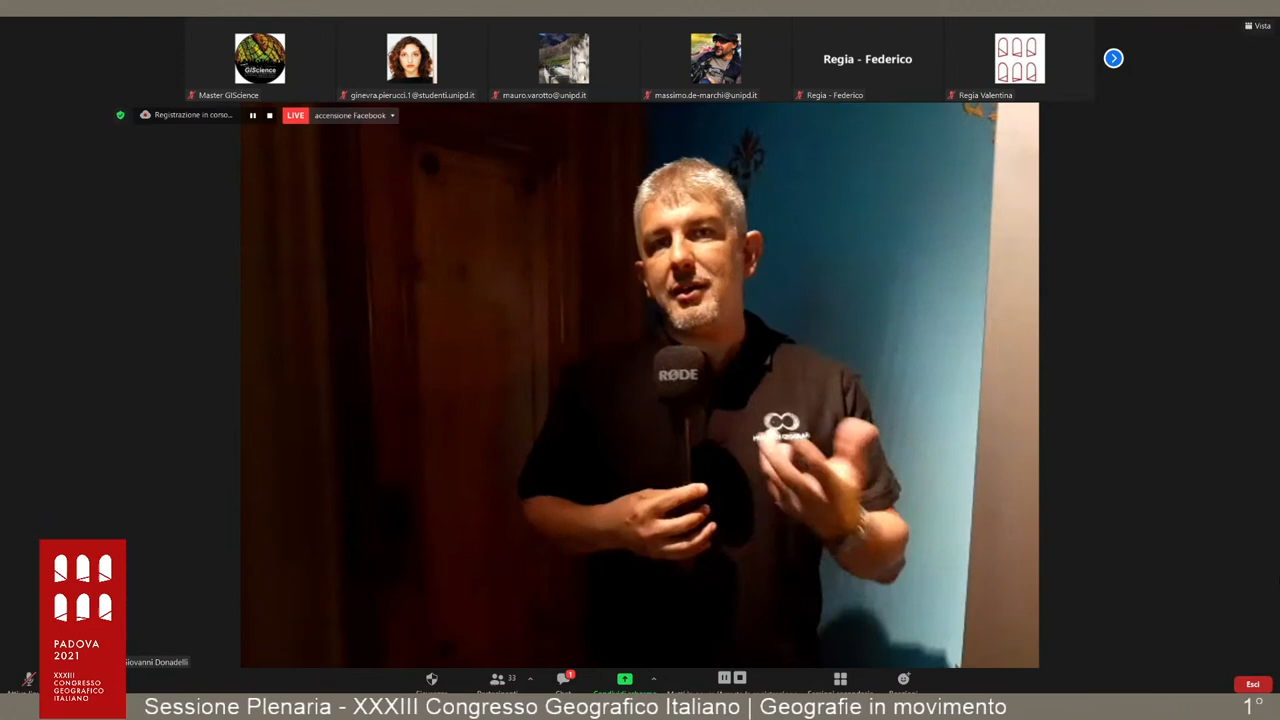 Vista
GIScience
Regia - Federico
Master GIScience
ginevra.pierucci.1@studenti.unipd.it
mauro.varotto@unipd.it
massimo.de-marchi@unipd.it
Regia - Federico
Regia Valentina
Registrazione in corso...
LIVE
accensione Facebook
RØDE
PADOVA
2021
XXXIII
CONGRESSO
GEOGRAFICO
ITALIANO
Giovanni Donadelli
33
1
Esci
Sessione Plenaria - XXXIII Congresso Geografico Italiano | Geografie in movimento
1°